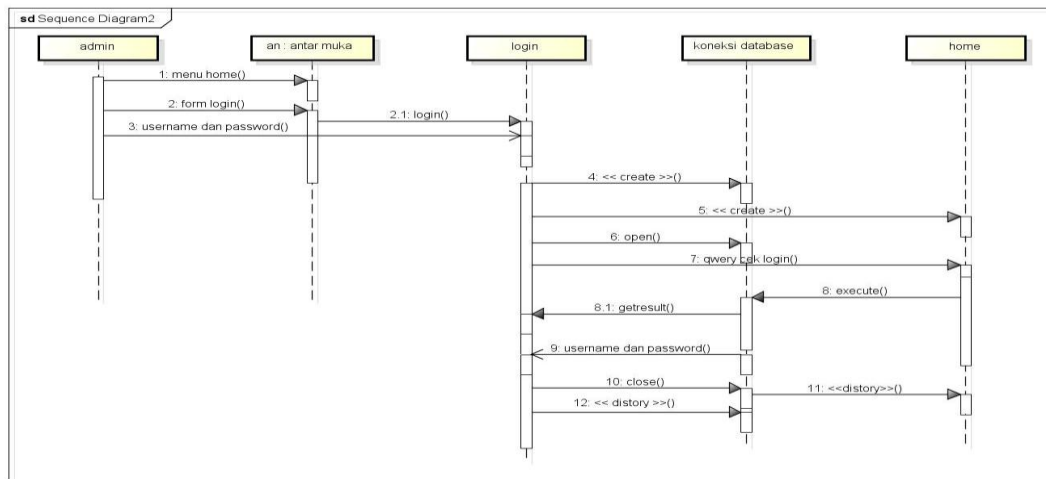 sd Sequence Diagram2
admin
an : antar muka
login
koneksi database
home
1: menu home()
2: form login()
2.1: login()
3: username dan password()
4: << create >>()
5: << create >>()
6: open()
7: qwery cek login()
8: execute()
8.1: getresult()
9: username dan password()
10: close()
11: <<distory>>()
12: << distory >>()